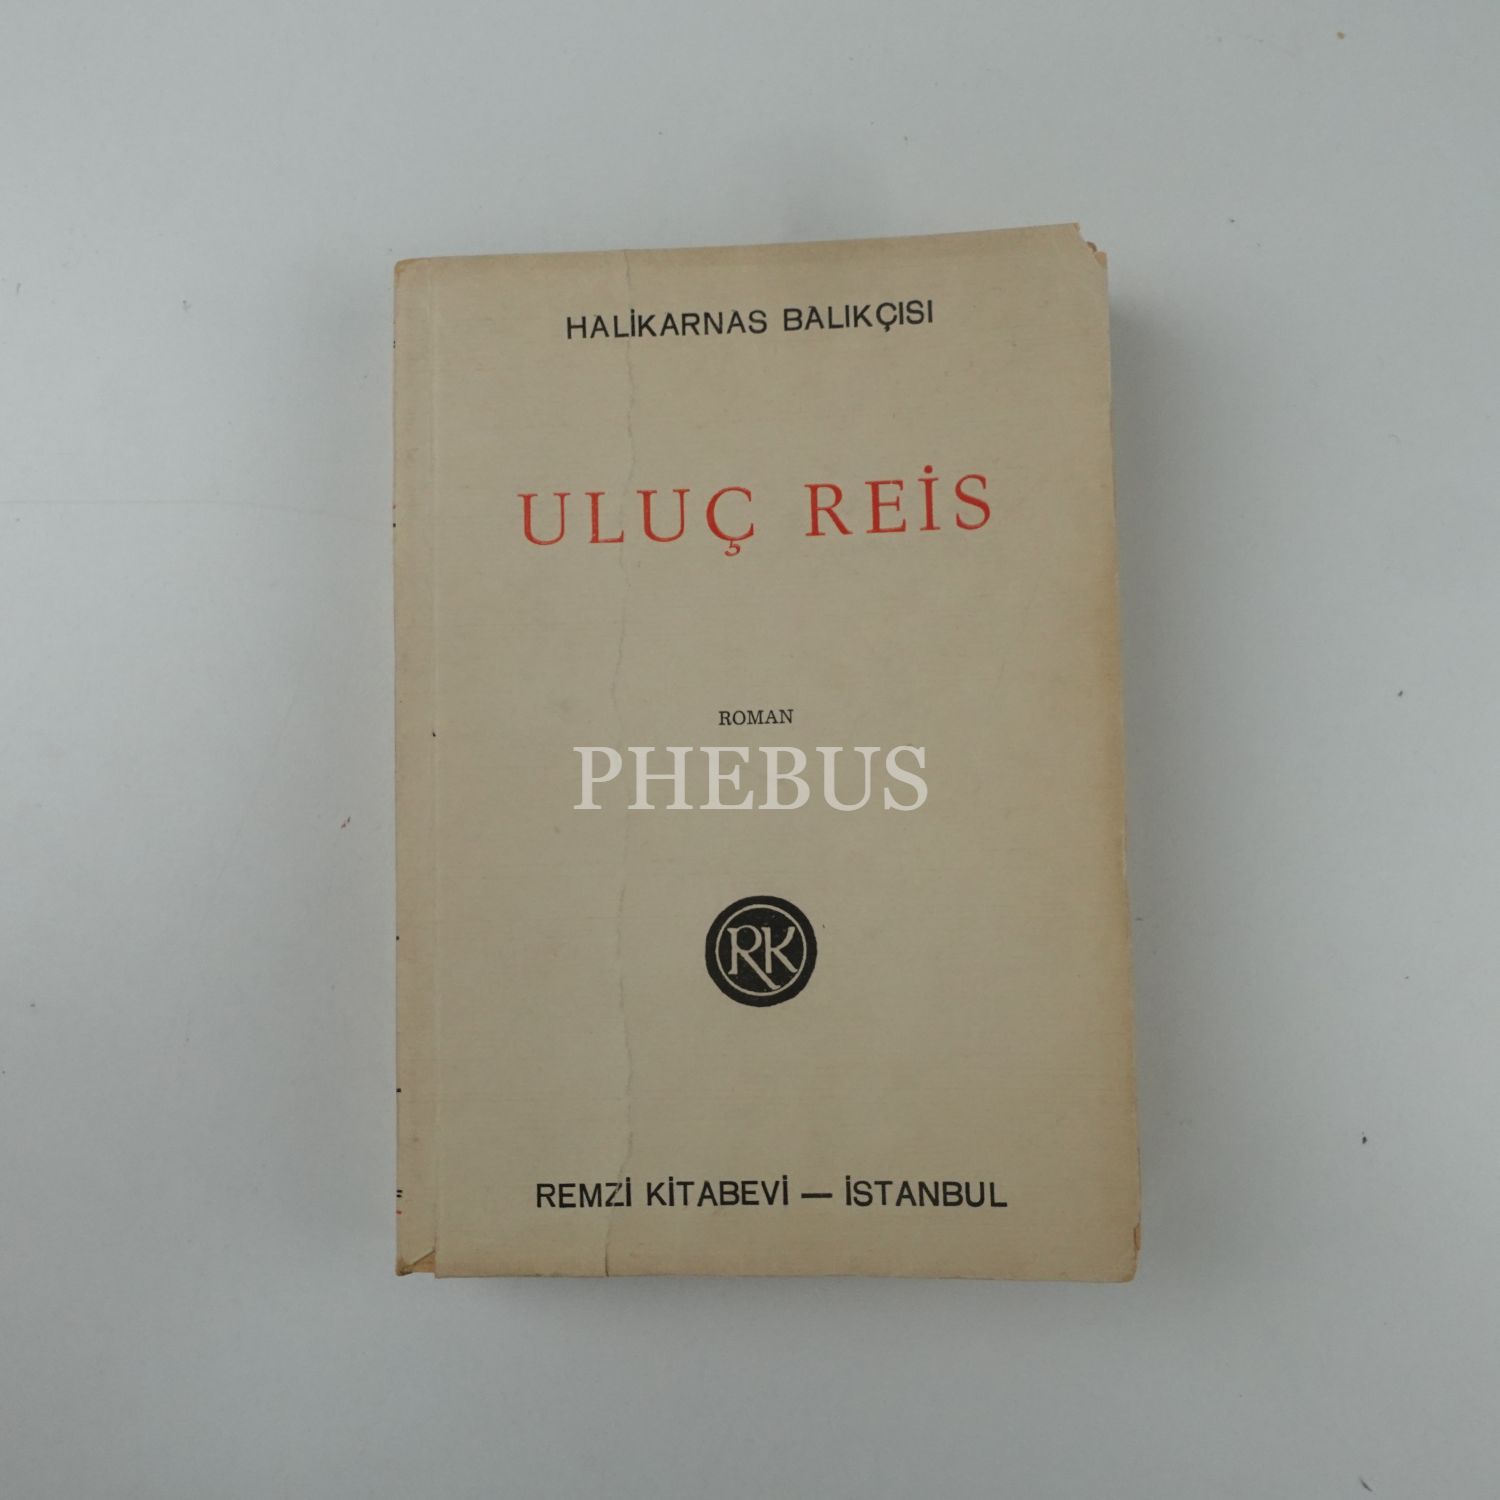 HALİKARNAS BALIKÇISI
ULUÇ REİS
ROMAN
PHEBUS
RK
REMZİ KİTABEVİ — İSTANBUL